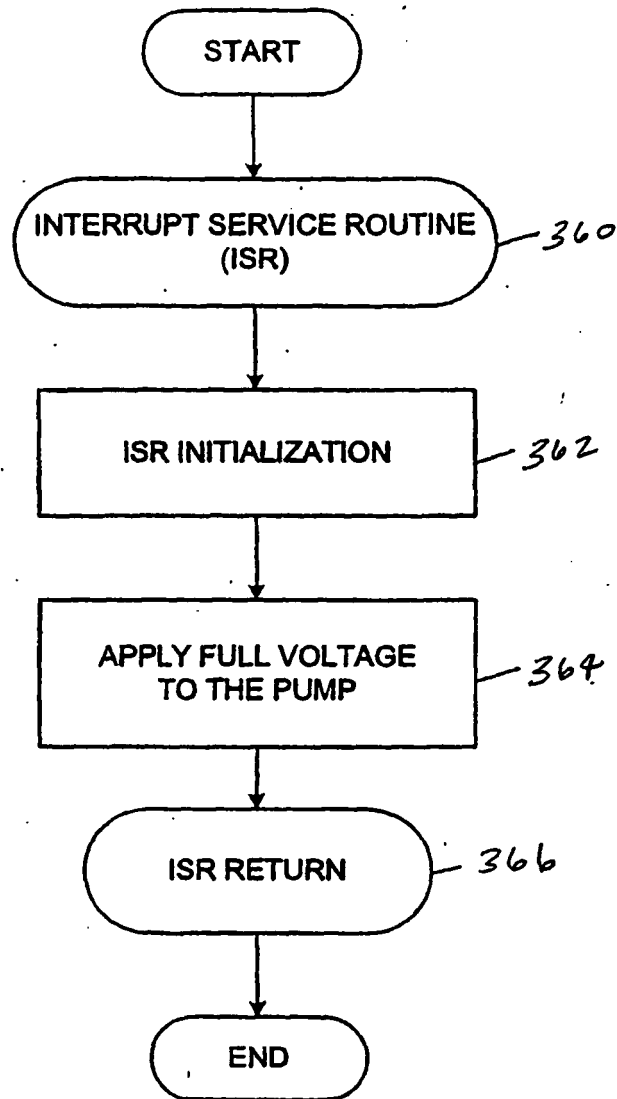 START
INTERRUPT SERVICE ROUTINE
(ISR)
360
ISR INITIALIZATION
362
APPLY FULL VOLTAGE
TO THE PUMP
364
ISR RETURN
366
END